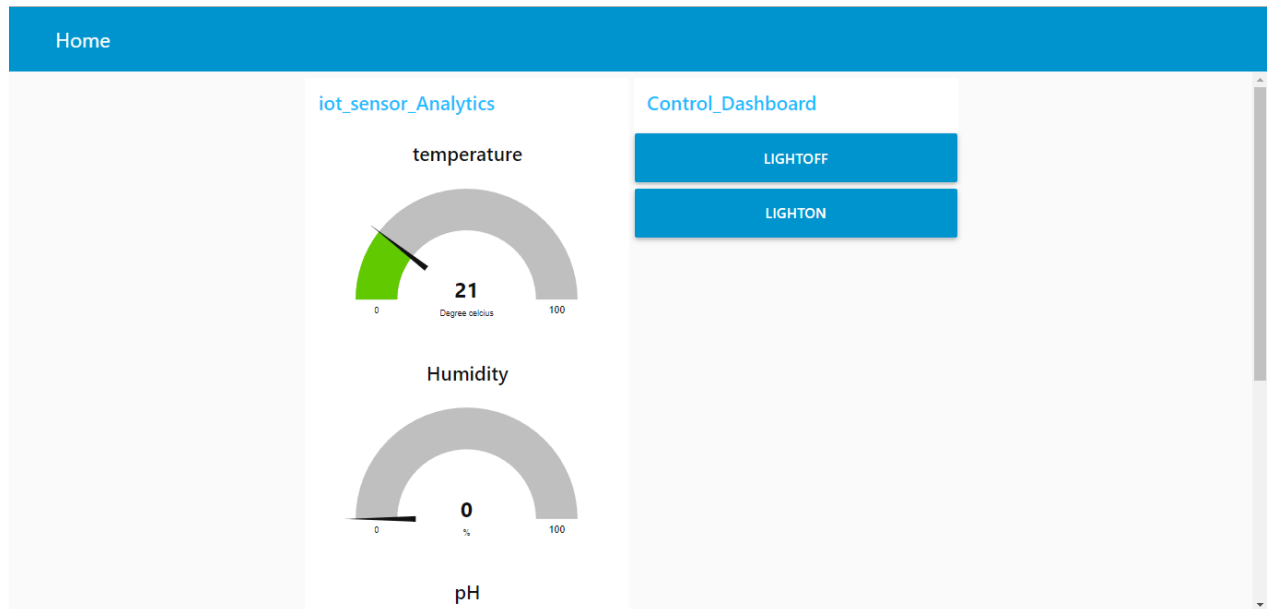 Home
iot_sensor_Analytics
temperature
21
Degree celcius
0
100
Humidity
0
%
0
100
pH
Control_Dashboard
LIGHTOFF
LIGHTON